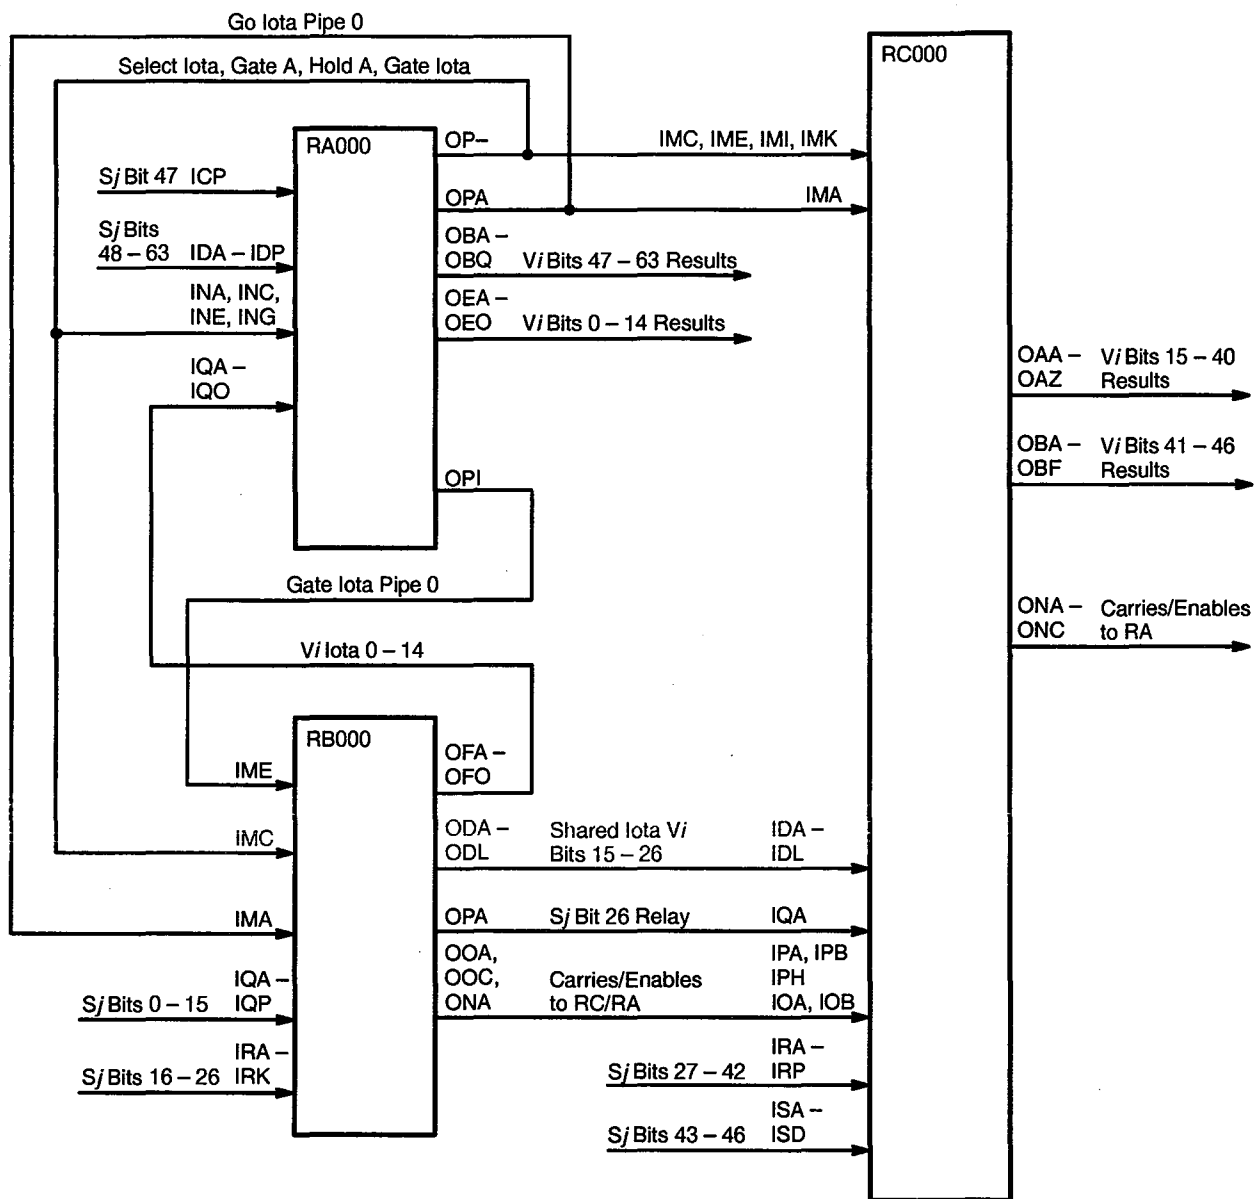 Go Iota Pipe 0
RC000
Select Iota, Gate A, Hold A, Gate Iota
RA000
OP–
IMC, IME, IMI, IMK
Sj Bit 47 ICP
OPA
IMA
Sj Bits
48 – 63 IDA – IDP
OBA –
OBQ Vi Bits 47 – 63 Results
INA, INC,
INE, ING
OEA –
OEO Vi Bits 0 – 14 Results
IQA –
IQO
OAA – Vi Bits 15 – 40
OAZ Results
OBA – Vi Bits 41 – 46
OBF Results
OPI
Gate Iota Pipe 0
ONA – Carries/Enables
ONC to RA
Vi Iota 0 – 14
RB000
IME
OFA –
OFO
IMC
ODA – Shared Iota Vi IDA –
ODL Bits 15 – 26 IDL
IMA
OPA Sj Bit 26 Relay IQA
OOA, IPA, IPB
OOC, Carries/Enables IPH
ONA to RC/RA IOA, IOB
IQA –
Sj Bits 0 – 15 IQP
IRA –
Sj Bits 16 – 26 IRK
IRA –
Sj Bits 27 – 42 IRP
ISA –
Sj Bits 43 – 46 ISD